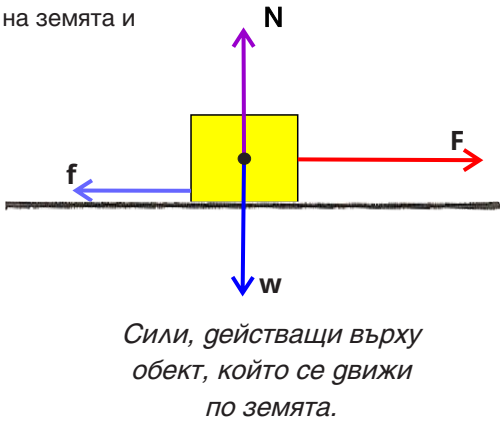 на земята и
N
F
f
w
Сили, действащи върху
обект, който се движи
по земята.